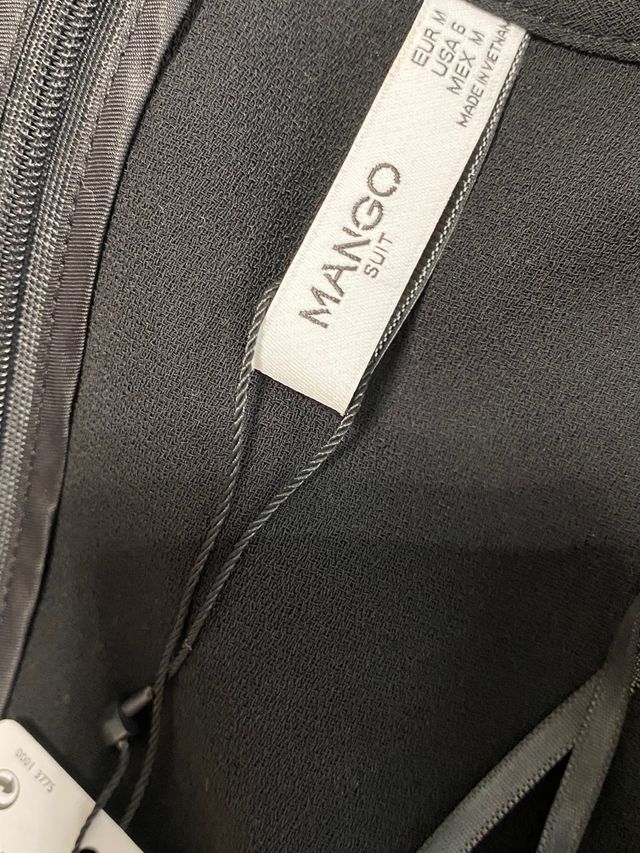 EUR M
USA 6
MEX M
MADE IN VIETNAM
MANGO
SUIT